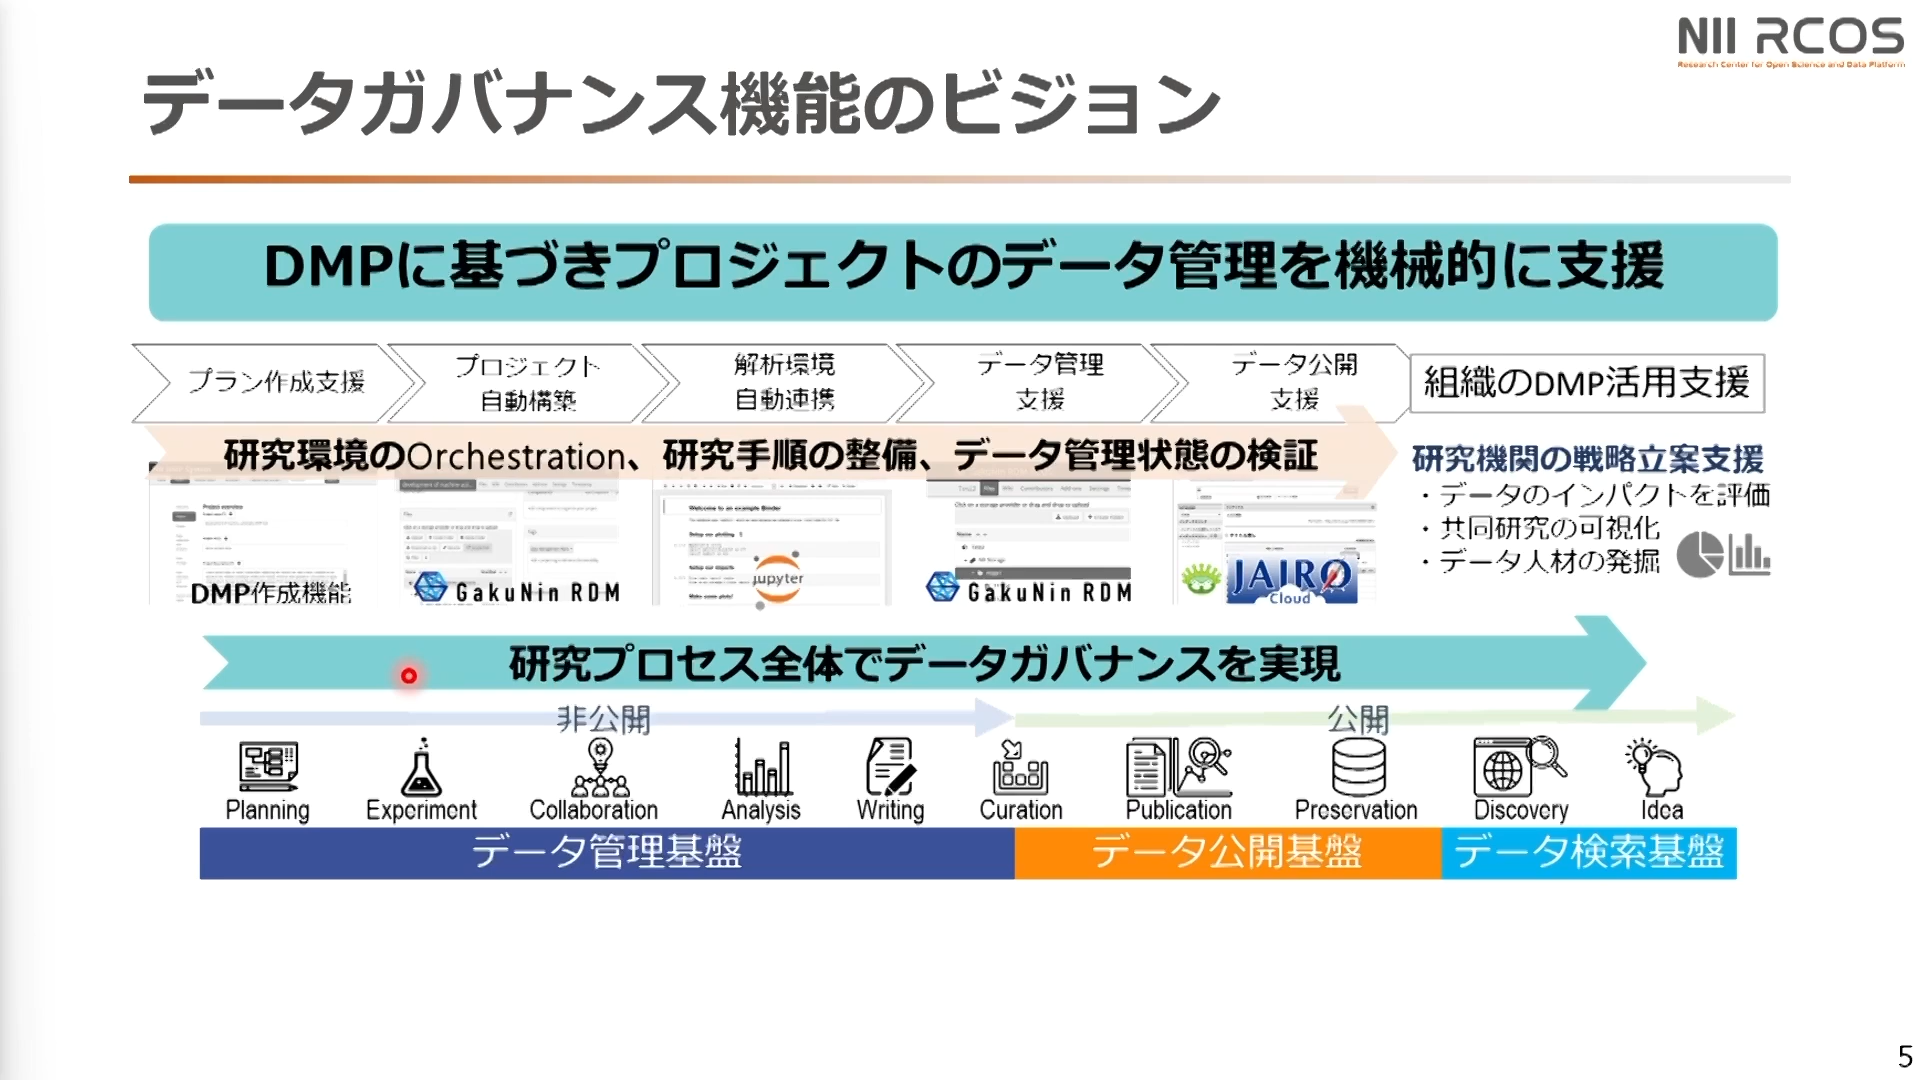 NII RCOS
Research Center for Open Science and Data Platform
データガバナンス機能のビジョン
DMPに基づきプロジェクトのデータ管理を機械的に支援
プラン作成支援
プロジェクト
自動構築
解析環境
自動連携
データ管理
支援
データ公開
支援
組織のDMP活用支援
研究環境のOrchestration、研究手順の整備、データ管理状態の検証
研究機関の戦略立案支援
・データのインパクトを評価
・共同研究の可視化
・データ人材の発掘
Project overview
Welcome to an example Binder
DMP作成機能
GakuNin RDM
jupyter
GakuNin RDM
JAIRO
Cloud
研究プロセス全体でデータガバナンスを実現
非公開
公開
Planning
Experiment
Collaboration
Analysis
Writing
Curation
Publication
Preservation
Discovery
Idea
データ管理基盤
データ公開基盤
データ検索基盤
5